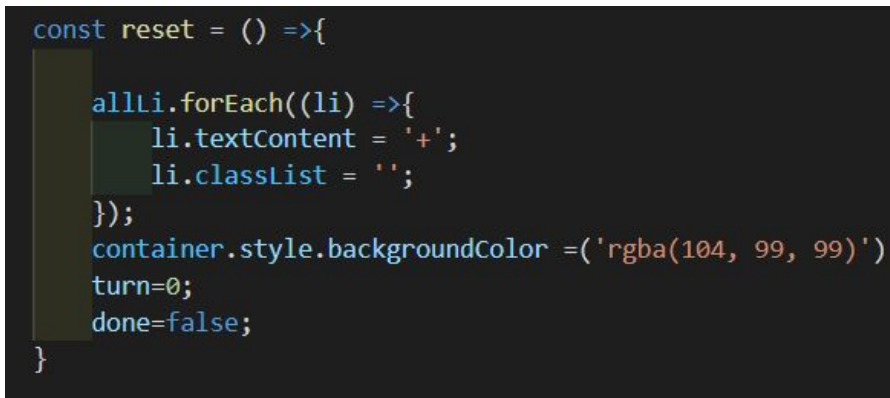 const reset = () =>{
allLi.forEach((li) =>{
li.textContent = '+';
li.classList = '';
});
container.style.backgroundColor =('rgba(104, 99, 99)')
turn=0;
done=false;
}